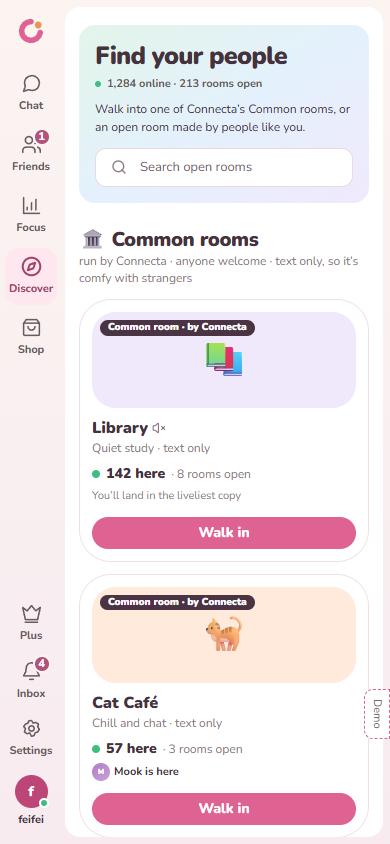 Chat
1
Friends
Focus
Discover
Shop
Plus
4
Inbox
Settings
f
feifei
Find your people
1,284 online · 213 rooms open
Walk into one of Connecta's Common rooms, or
an open room made by people like you.
Search open rooms
Common rooms
run by Connecta · anyone welcome · text only, so it's
comfy with strangers
Common room · by Connecta
Library
Quiet study · text only
142 here · 8 rooms open
You'll land in the liveliest copy
Walk in
Common room · by Connecta
Cat Café
Chill and chat · text only
57 here · 3 rooms open
M Mook is here
Walk in
Demo